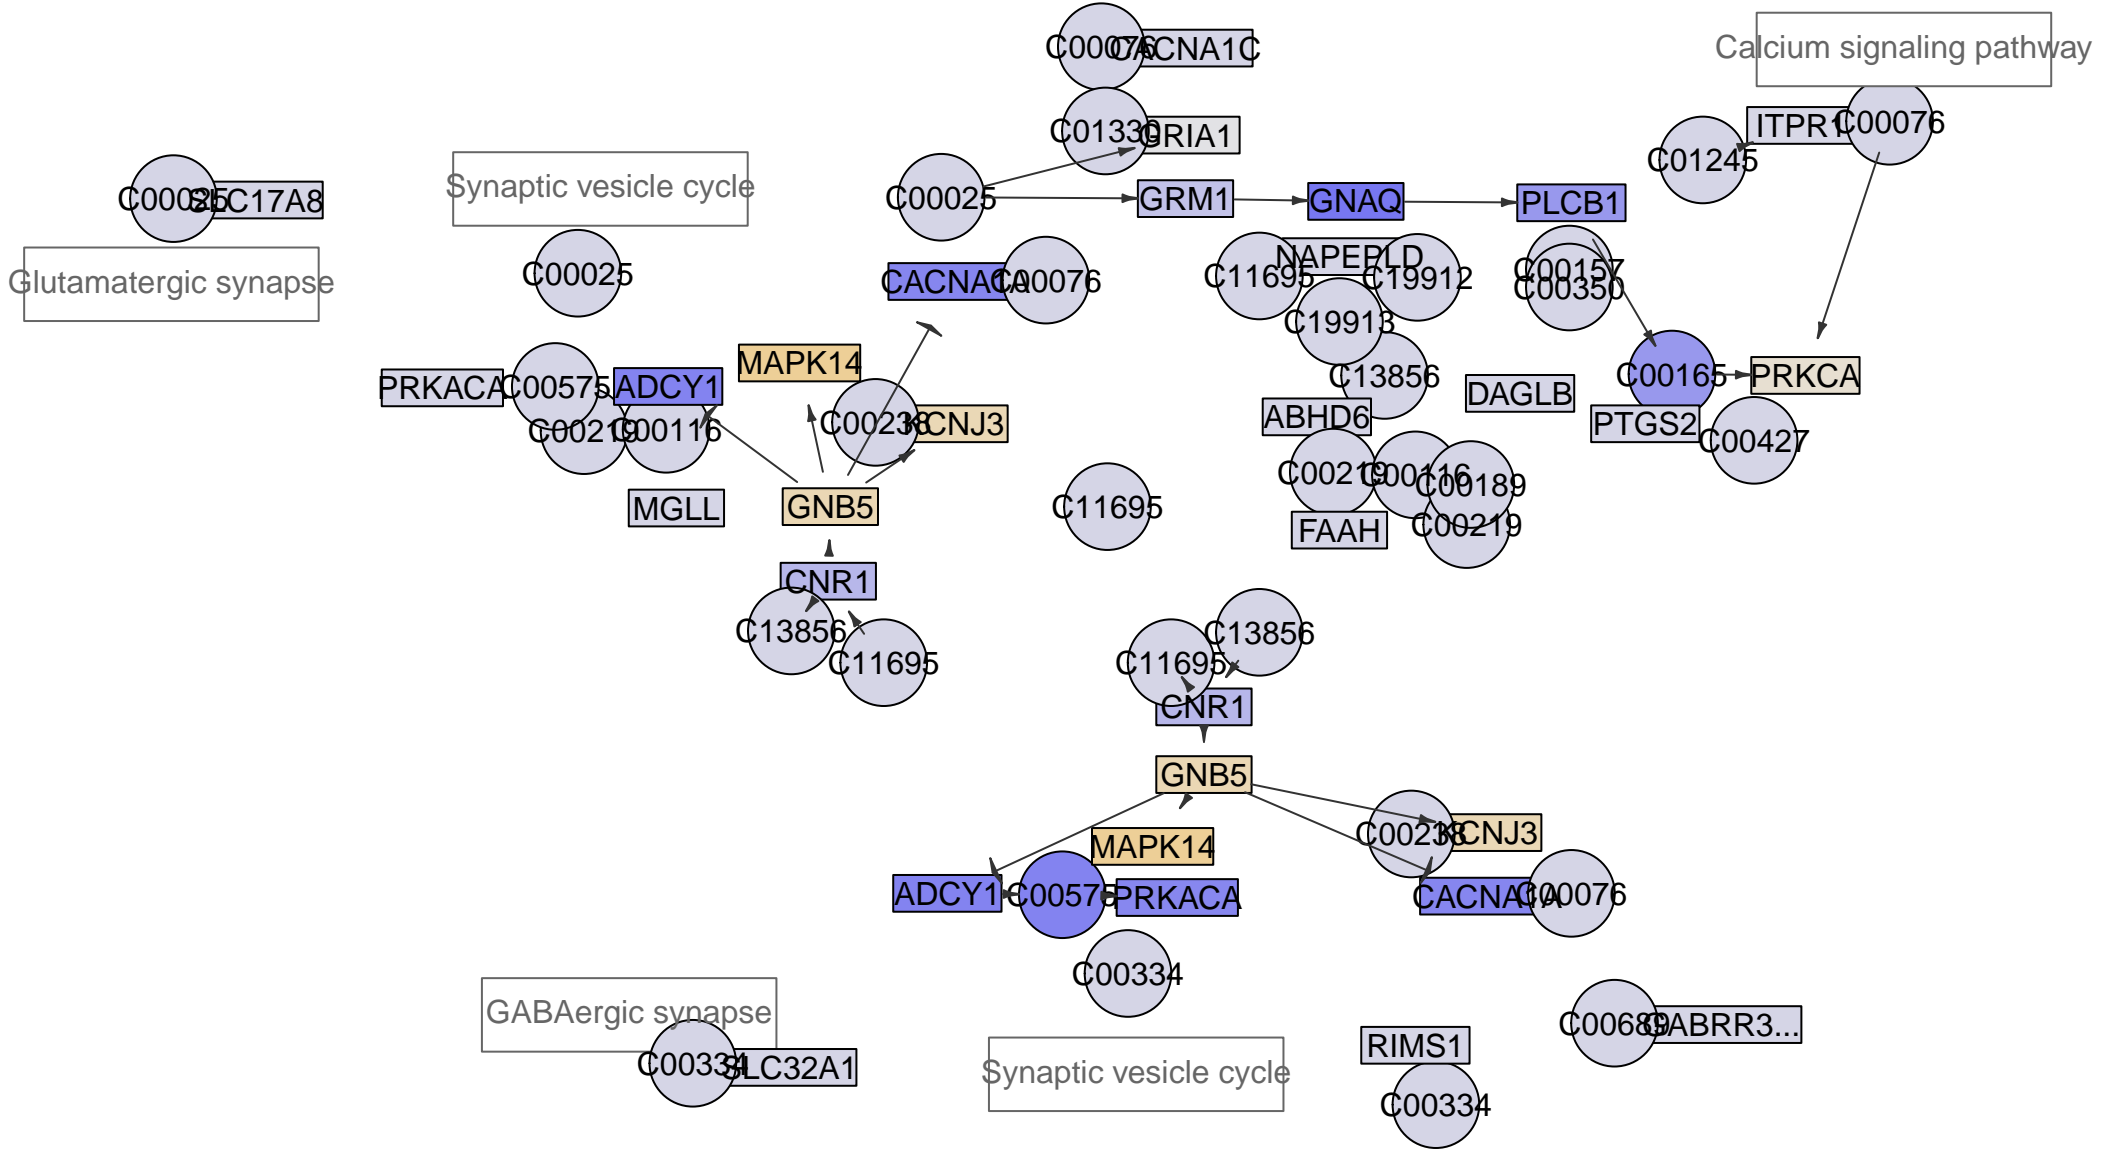 C00076
CACNA1C
Calcium signaling pathway
C01330
GRIA1
ITPR1
C00076
C01245
C00025
SLC17A8
Synaptic vesicle cycle
C00025
GRM1
GNAQ
PLCB1
Glutamatergic synapse
C00025
CACNA1A
C00076
C11695
NAPEPLD
C19912
C00157
C00350
C19913
MAPK14
PRKACA
C00575
ADCY1
C13856
DAGLB
C00165
PRKCA
C00219
C00116
C00238
KCNJ3
ABHD6
PTGS2
C00427
MGLL
GNB5
C11695
C00219
C00116
C00189
C00219
FAAH
CNR1
C13856
C11695
C11695
C13856
CNR1
GNB5
MAPK14
C00238
KCNJ3
ADCY1
C00575
PRKACA
CACNA1A
C00076
C00334
GABAergic synapse
C00334
SLC32A1
Synaptic vesicle cycle
RIMS1
C00334
C00689
GABRR3...